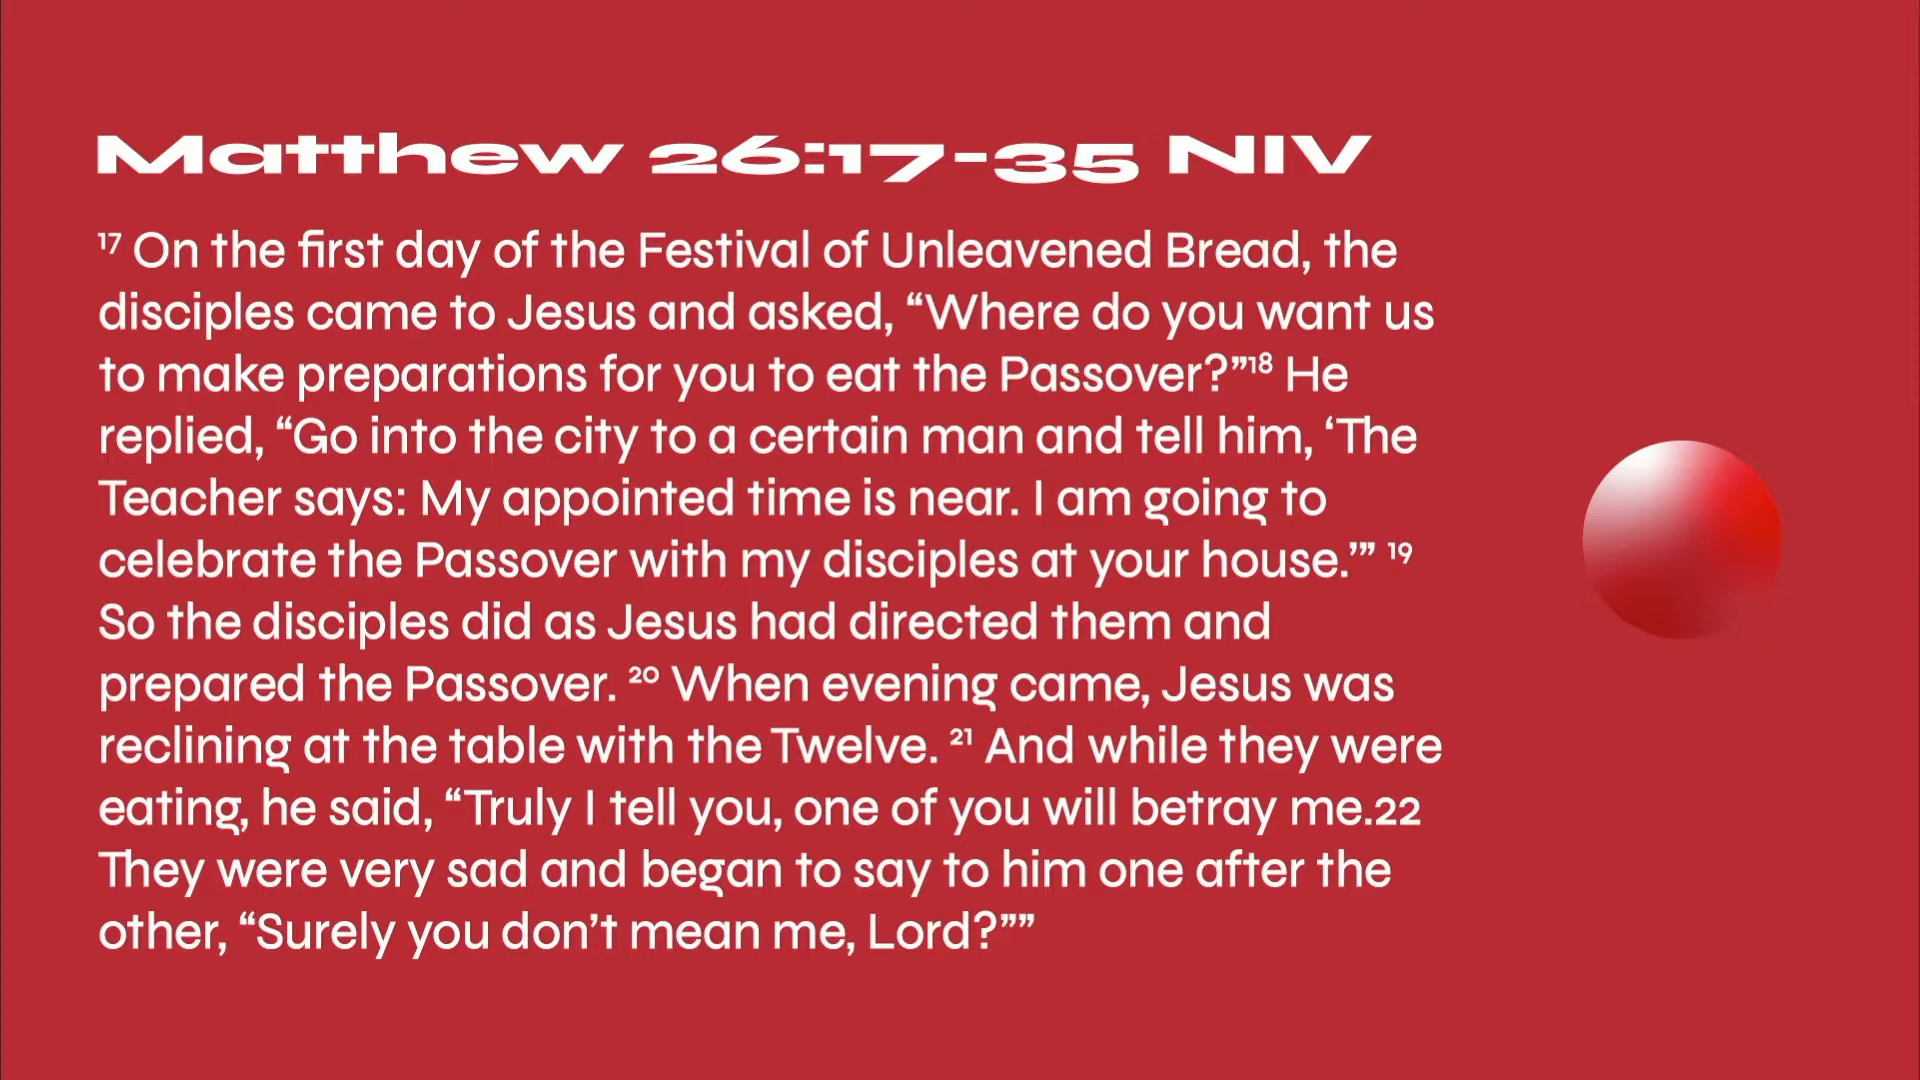 Matthew 26:17-35 NIV
¹⁷ On the first day of the Festival of Unleavened Bread, the
disciples came to Jesus and asked, “Where do you want us
to make preparations for you to eat the Passover?”¹⁸ He
replied, “Go into the city to a certain man and tell him, ‘The
Teacher says: My appointed time is near. I am going to
celebrate the Passover with my disciples at your house.’” ¹⁹
So the disciples did as Jesus had directed them and
prepared the Passover. ²⁰ When evening came, Jesus was
reclining at the table with the Twelve. ²¹ And while they were
eating, he said, “Truly I tell you, one of you will betray me.22
They were very sad and began to say to him one after the
other, “Surely you don’t mean me, Lord?””